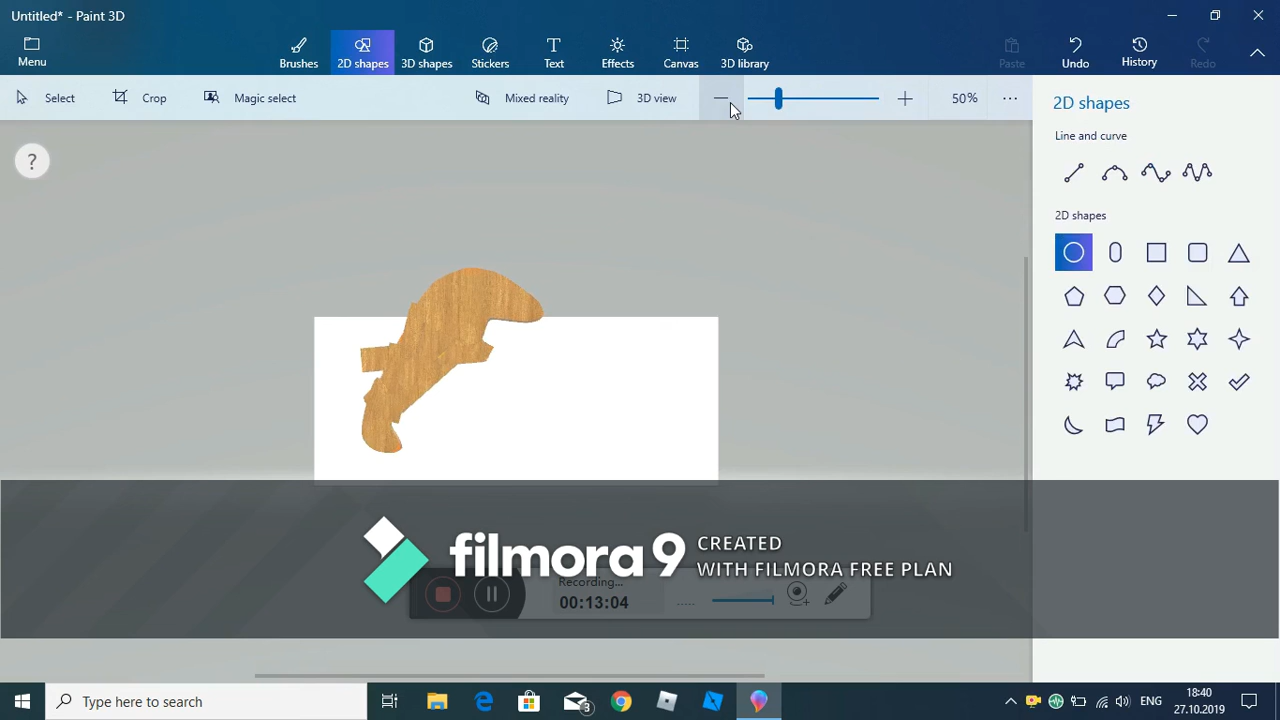 Untitled* - Paint 3D
Menu
Brushes
2D shapes
3D shapes
Stickers
Text
Effects
Canvas
3D library
Paste
Undo
History
Redo
Select
Crop
Magic select
Mixed reality
3D view
50%
2D shapes
Line and curve
2D shapes
?
filmora9 CREATED
WITH FILMORA FREE PLAN
Recording...
00:13:04
Type here to search
3
ENG
18:40
27.10.2019